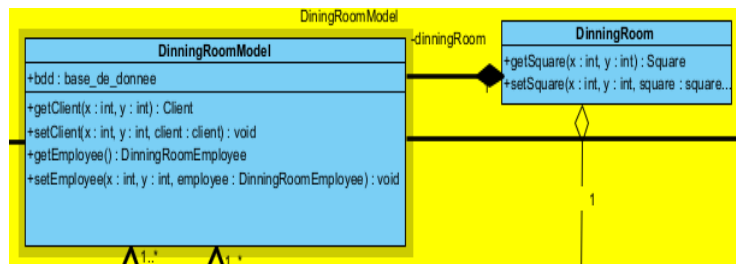 DiningRoomModel
DinningRoomModel
+bdd : base_de_donnee
+getClient(x : int, y : int) : Client
+setClient(x : int, y : int, client : client) : void
+getEmployee() : DinningRoomEmployee
+setEmployee(x : int, y : int, employee : DinningRoomEmployee) : void
-dinningRoom
DinningRoom
+getSquare(x : int, y : int) : Square
+setSquare(x : int, y : int, square : square...
1
1..*
1..*